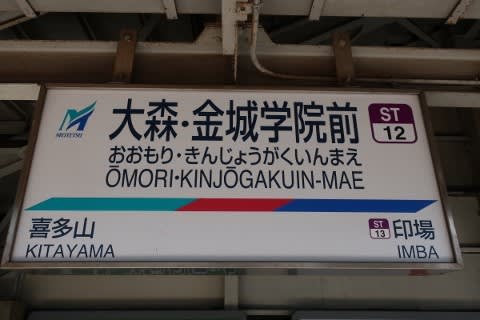 MEITETSU
大森・金城学院前
ST
12
おおもり・きんじょうがくいんまえ
ŌMORI・KINJŌGAKUIN-MAE
喜多山
KITAYAMA
ST
13
印場
IMBA